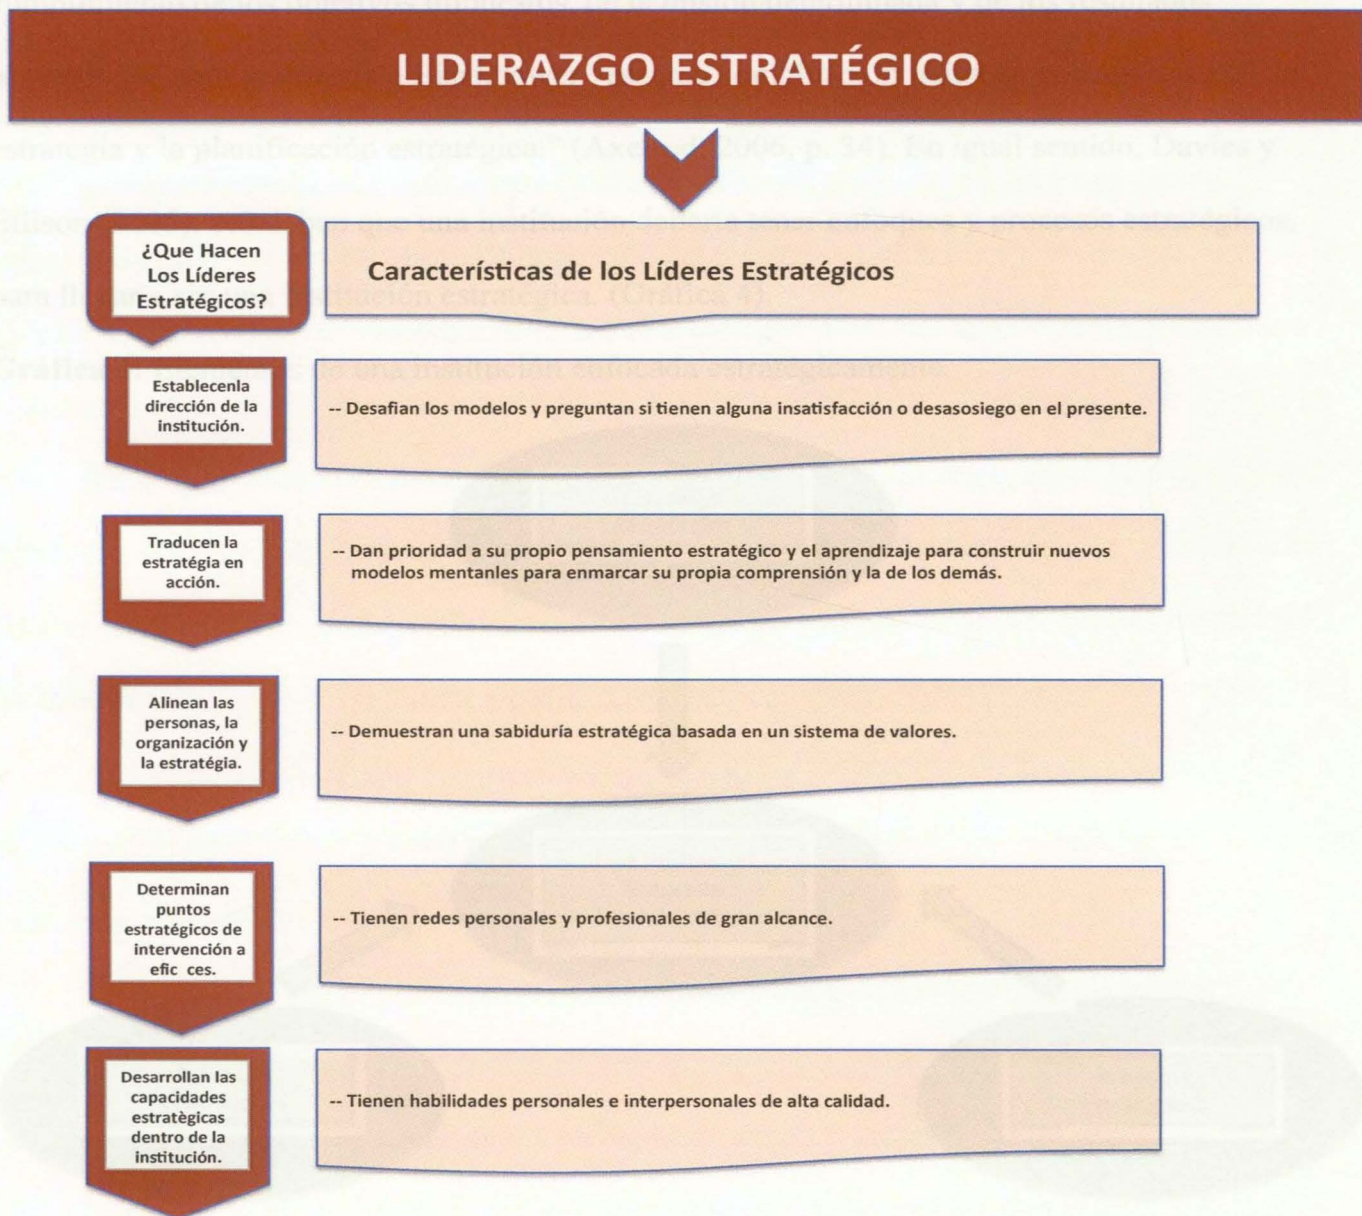 LIDERAZGO ESTRATÉGICO
¿Que Hacen
Los Líderes
Estratégicos?
Características de los Líderes Estratégicos
Establecenla
dirección de la
institución.
-- Desafian los modelos y preguntan si tienen alguna insatisfacción o desasosiego en el presente.
Traducen la
estratégia en
acción.
-- Dan prioridad a su propio pensamiento estratégico y el aprendizaje para construir nuevos
modelos mentanles para enmarcar su propia comprensión y la de los demás.
Alinean las
personas, la
organización y
la estratégia.
-- Demuestran una sabiduría estratégica basada en un sistema de valores.
Determinan
puntos
estratégicos de
intervención a
efic ces.
-- Tienen redes personales y profesionales de gran alcance.
Desarrollan las
capacidades
estratègicas
dentro de la
institución.
-- Tienen habilidades personales e interpersonales de alta calidad.